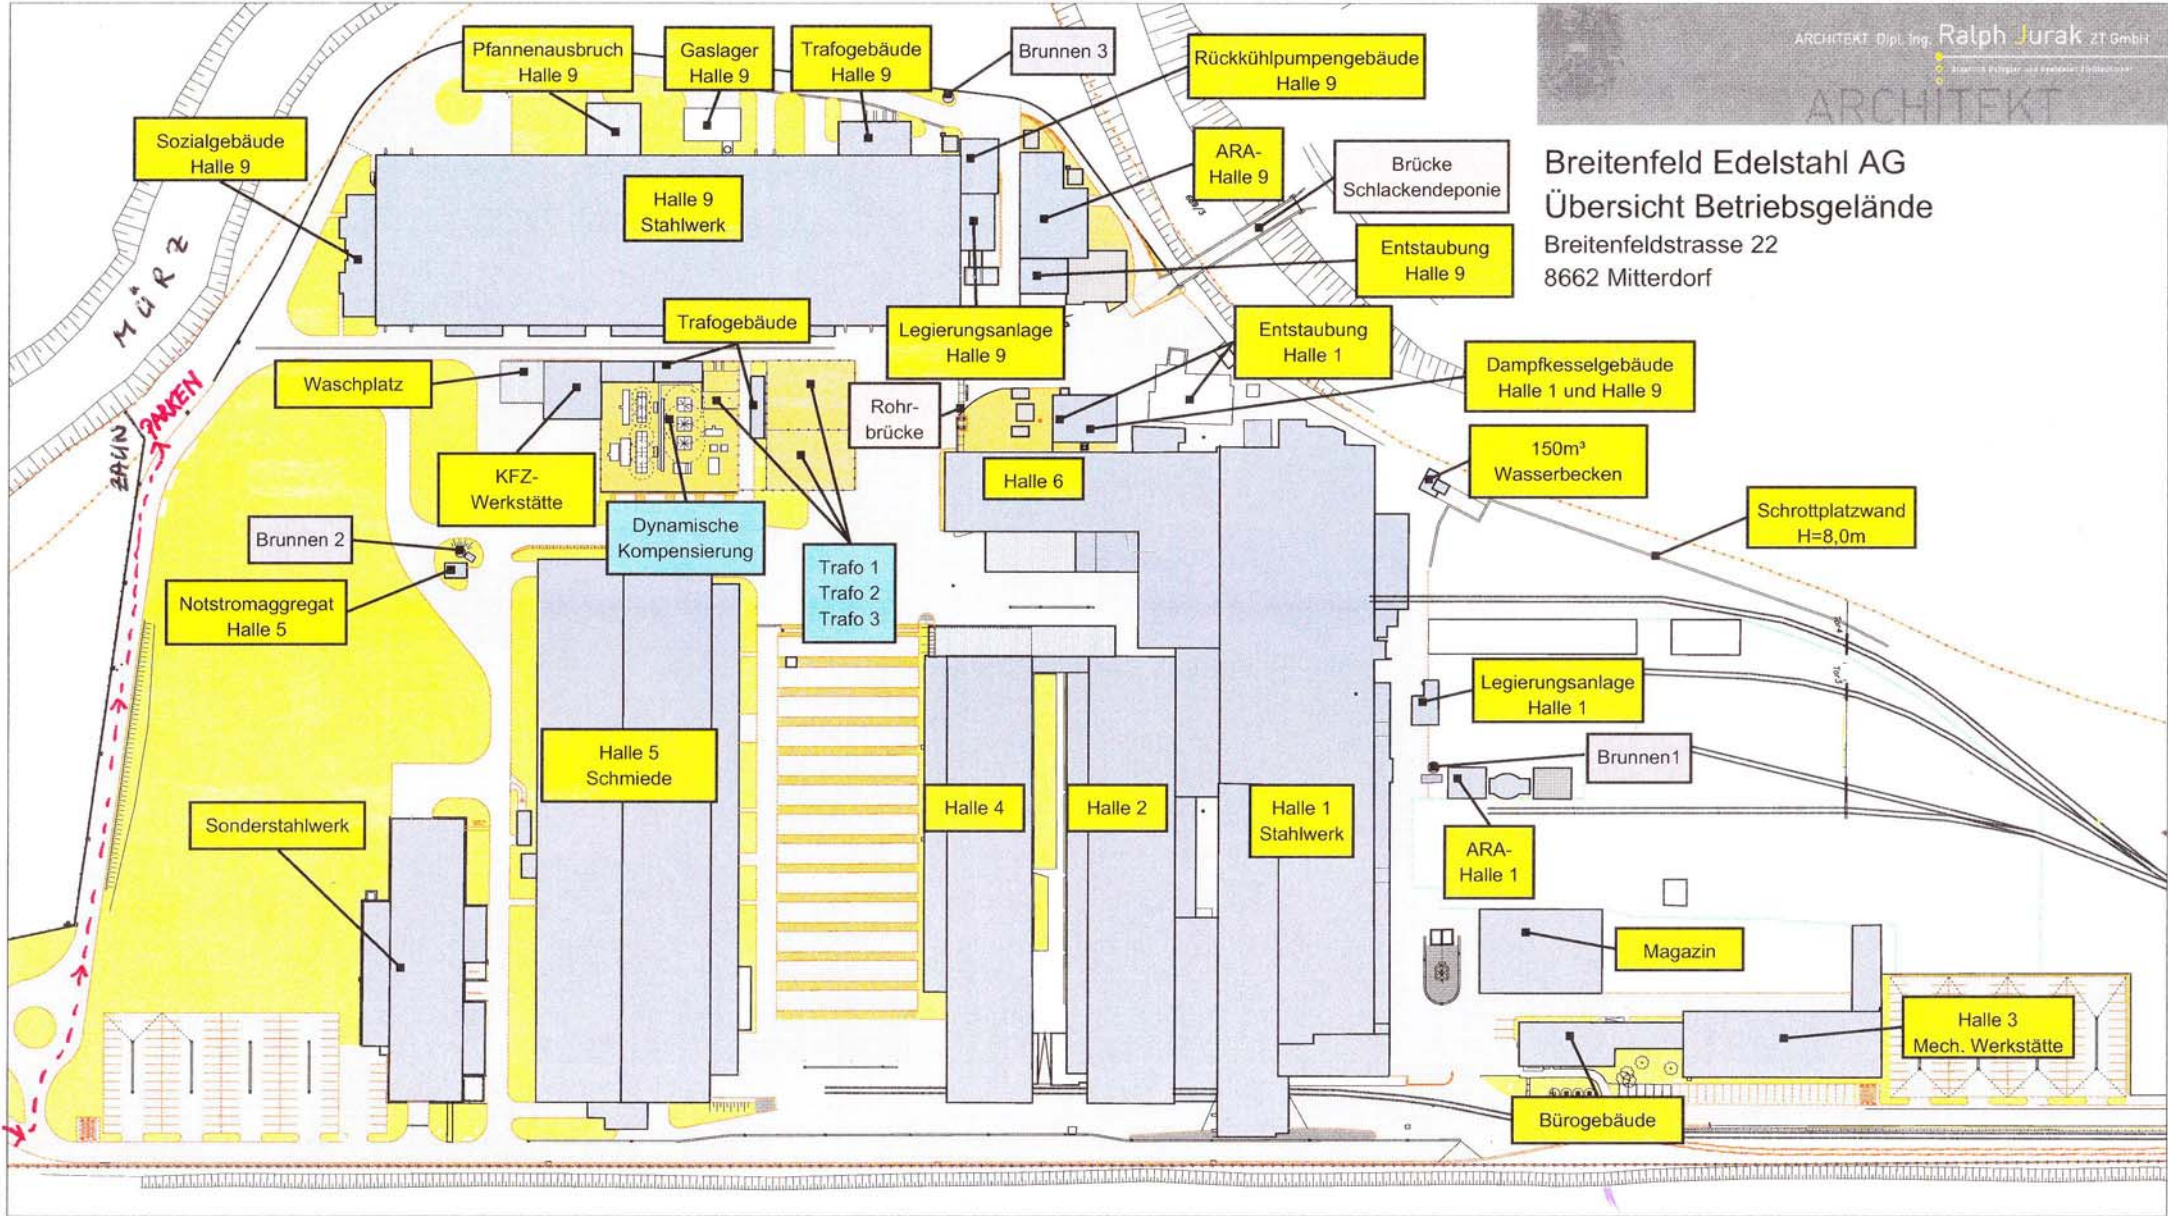 ARCHITEKT Dipl. Ing. Ralph Jurak ZT GmbH
ARCHITEKT
Breitenfeld Edelstahl AG
Übersicht Betriebsgelände
Breitenfeldstrasse 22
8662 Mitterdorf
Pfannenausbruch
Halle 9
Gaslager
Halle 9
Trafogebäude
Halle 9
Brunnen 3
Rückkühlpumpengebäude
Halle 9
Sozialgebäude
Halle 9
ARA-
Halle 9
Brücke
Schlackendeponie
Halle 9
Stahlwerk
Entstaubung
Halle 9
MÜRZ
Trafogebäude
Legierungsanlage
Halle 9
Entstaubung
Halle 1
Dampfkesselgebäude
Halle 1 und Halle 9
Waschplatz
PARKEN
ZAUN
Rohr-
brücke
KFZ-
Werkstätte
Halle 6
150m³
Wasserbecken
Schrottplatzwand
H=8,0m
Brunnen 2
Dynamische
Kompensierung
Trafo 1
Trafo 2
Trafo 3
Notstromaggregat
Halle 5
Tor 4
Tor 3
Legierungsanlage
Halle 1
Halle 5
Schmiede
Brunnen1
Sonderstahlwerk
Halle 4
Halle 2
Halle 1
Stahlwerk
ARA-
Halle 1
Magazin
Halle 3
Mech. Werkstätte
Bürogebäude